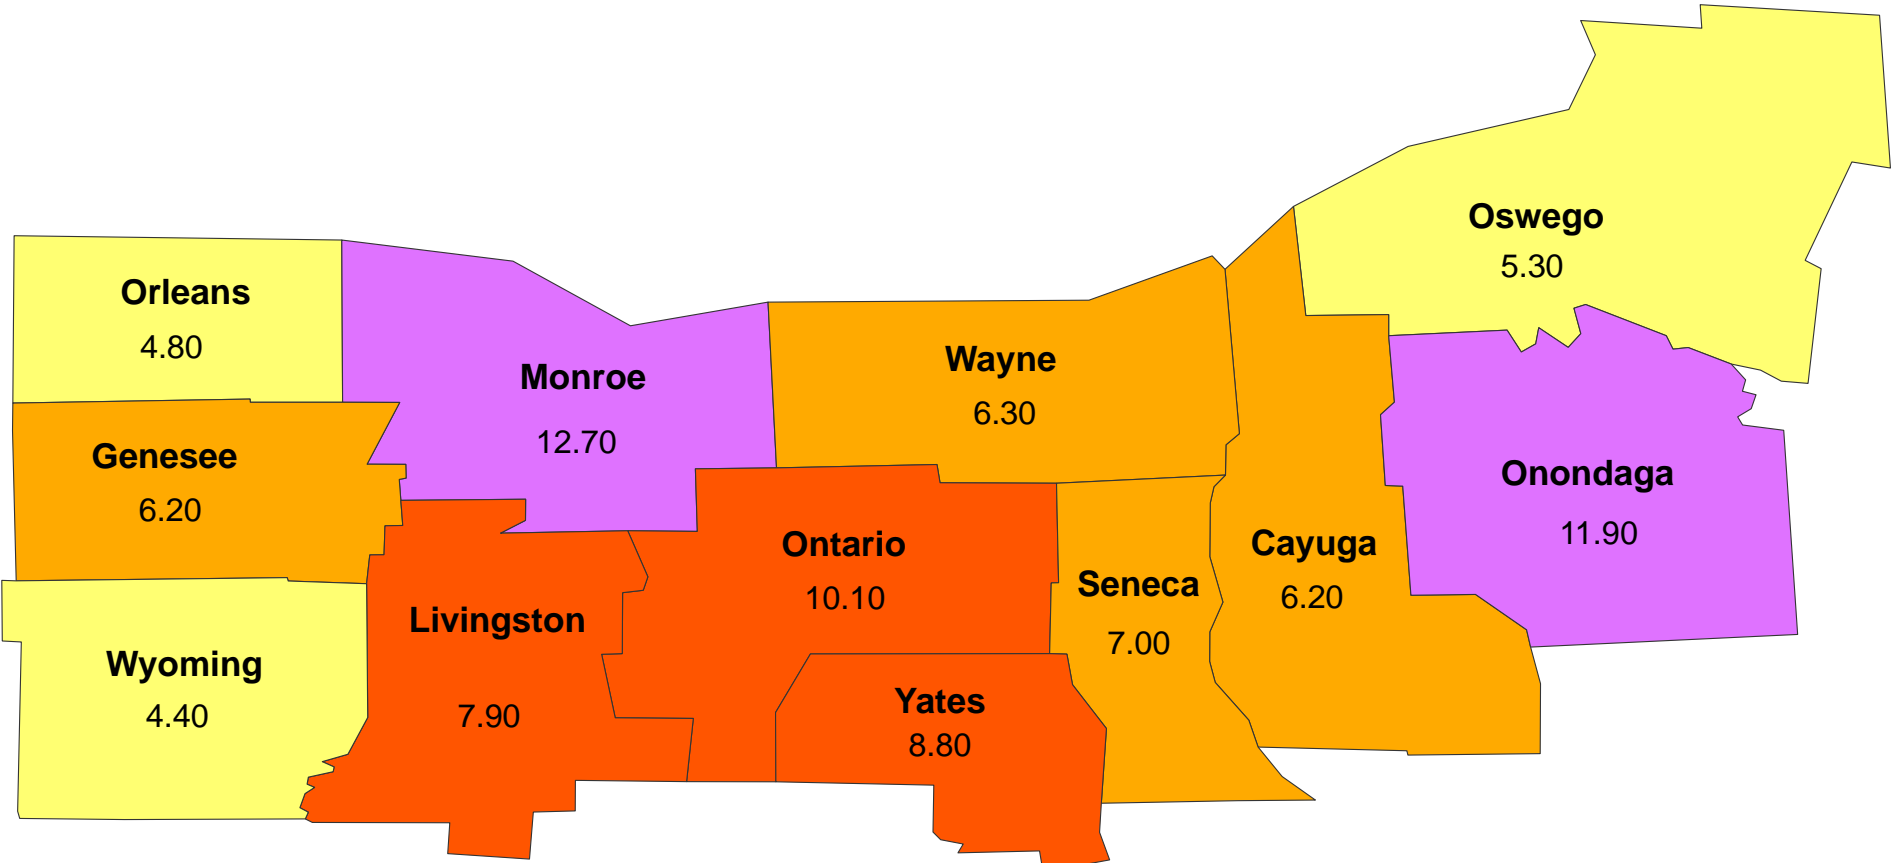 Oswego
5.30
Orleans
4.80
Monroe
12.70
Wayne
6.30
Genesee
6.20
Onondaga
11.90
Ontario
10.10
Cayuga
6.20
Seneca
7.00
Livingston
7.90
Wyoming
4.40
Yates
8.80